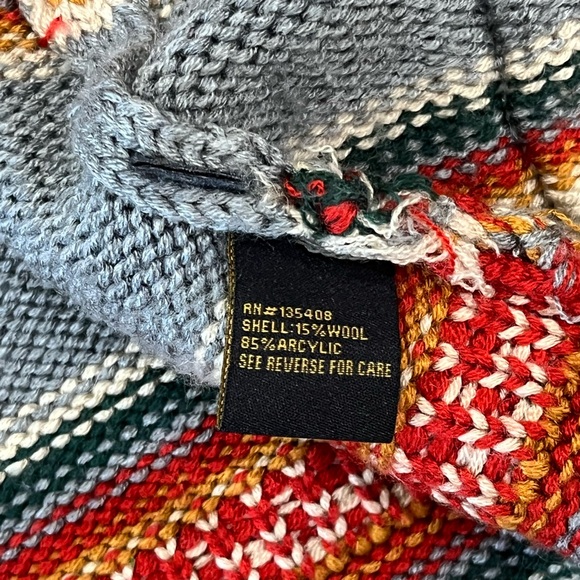 RN#135408
SHELL:15%WOOL
85%ARCYLIC
SEE REVERSE FOR CARE